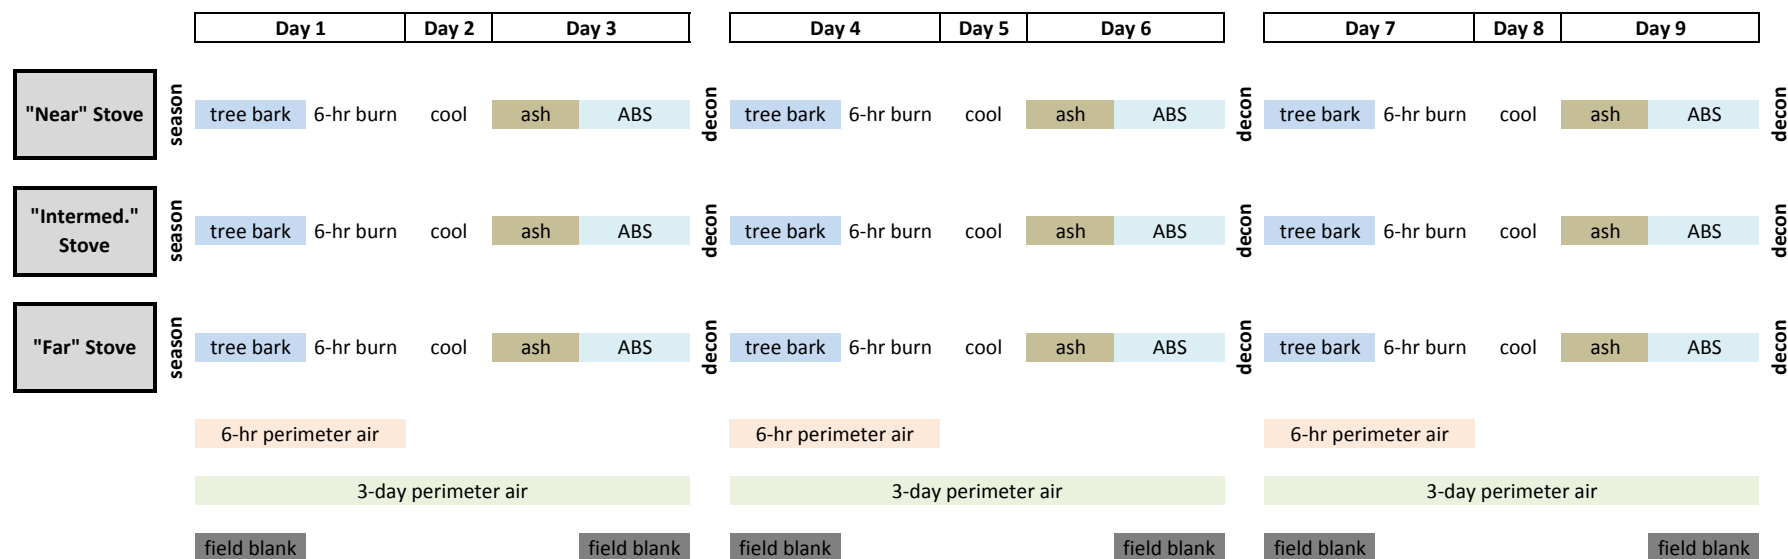 Day 1 Day 2 Day 3 Day 4 Day 5 Day 6 Day 7 Day 8 Day 9
"Near" Stove season tree bark 6-hr burn cool ash ABS decon tree bark 6-hr burn cool ash ABS decon tree bark 6-hr burn cool ash ABS decon
"Intermed."
Stove season tree bark 6-hr burn cool ash ABS decon tree bark 6-hr burn cool ash ABS decon tree bark 6-hr burn cool ash ABS decon
"Far" Stove season tree bark 6-hr burn cool ash ABS decon tree bark 6-hr burn cool ash ABS decon tree bark 6-hr burn cool ash ABS decon
6-hr perimeter air 6-hr perimeter air 6-hr perimeter air
3-day perimeter air 3-day perimeter air 3-day perimeter air
field blank field blank field blank field blank field blank field blank